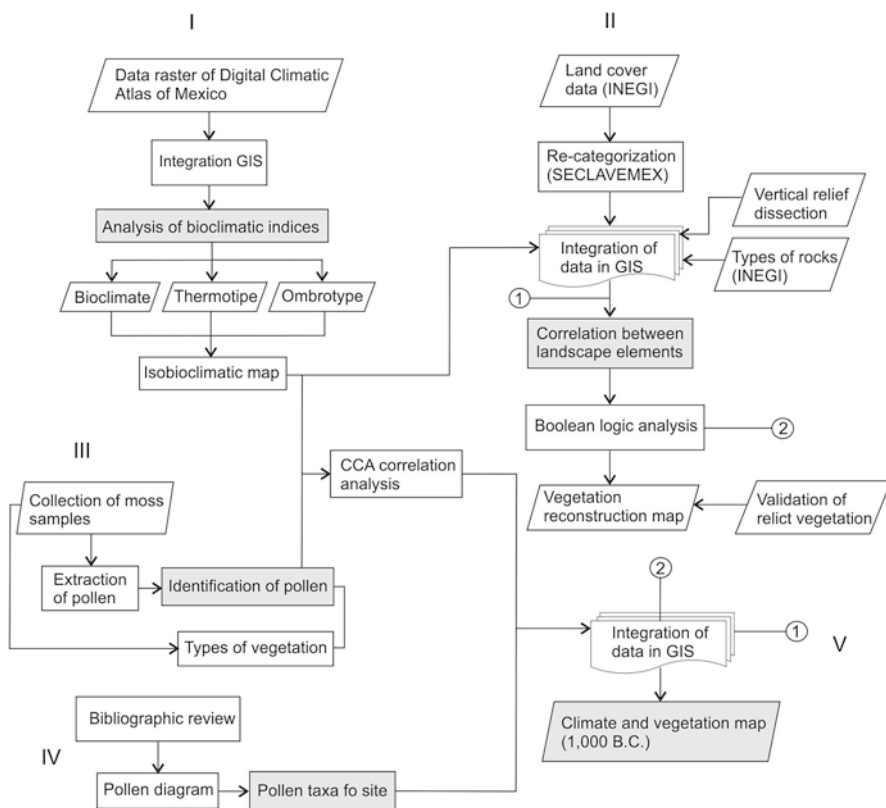 I
Data raster of Digital Climatic
Atlas of Mexico
Integration GIS
Analysis of bioclimatic indices
Bioclimate
Thermotipe
Ombrotype
Isobioclimatic map
II
Land cover
data (INEGI)
Re-categorization
(SECLAVEMEX)
Vertical relief
dissection
Integration of
data in GIS
Types of rocks
(INEGI)
1
Correlation between
landscape elements
Boolean logic analysis
2
Vegetation
reconstruction map
Validation of
relict vegetation
III
Collection of moss
samples
CCA correlation
analysis
Extraction
of pollen
Identification of pollen
Types of vegetation
IV
Bibliographic review
Pollen diagram
Pollen taxa fo site
2
Integration of
data in GIS
1
V
Climate and vegetation map
(1,000 B.C.)